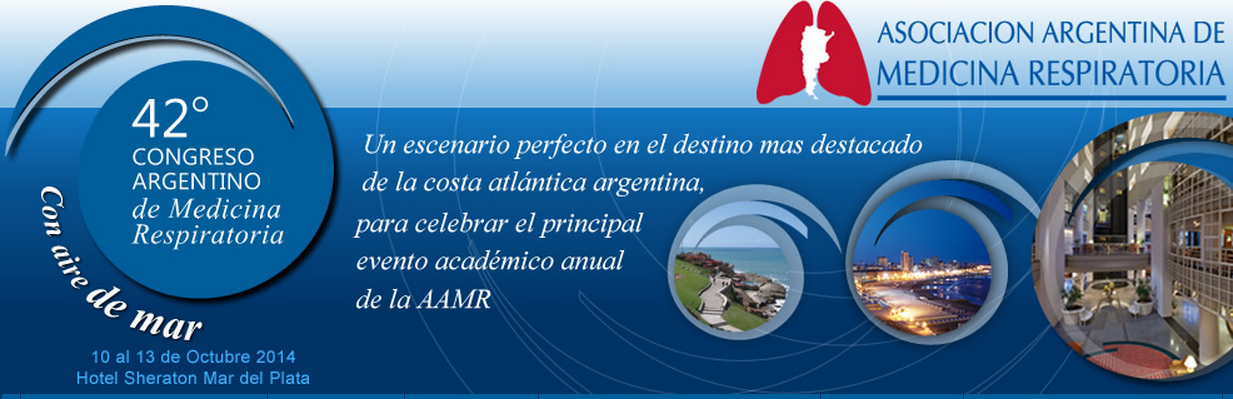 42°
CONGRESO
ARGENTINO
de Medicina
Respiratoria
Con aire de mar
10 al 13 de Octubre 2014
Hotel Sheraton Mar del Plata
ASOCIACION ARGENTINA DE
MEDICINA RESPIRATORIA
Un escenario perfecto en el destino mas destacado
de la costa atlántica argentina,
para celebrar el principal
evento académico anual
de la AAMR